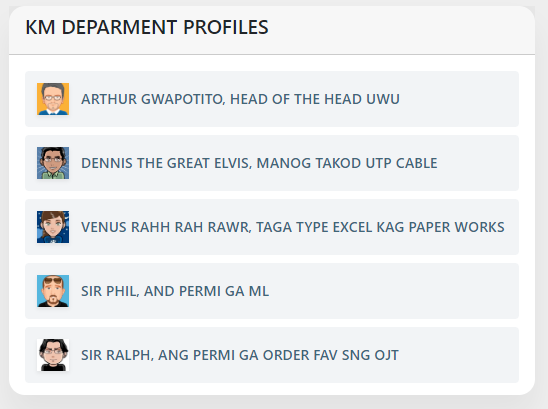 KM DEPARMENT PROFILES
ARTHUR GWAPOTITO, HEAD OF THE HEAD UWU
DENNIS THE GREAT ELVIS, MANOG TAKOD UTP CABLE
VENUS RAHH RAH RAWR, TAGA TYPE EXCEL KAG PAPER WORKS
SIR PHIL, AND PERMI GA ML
SIR RALPH, ANG PERMI GA ORDER FAV SNG OJT